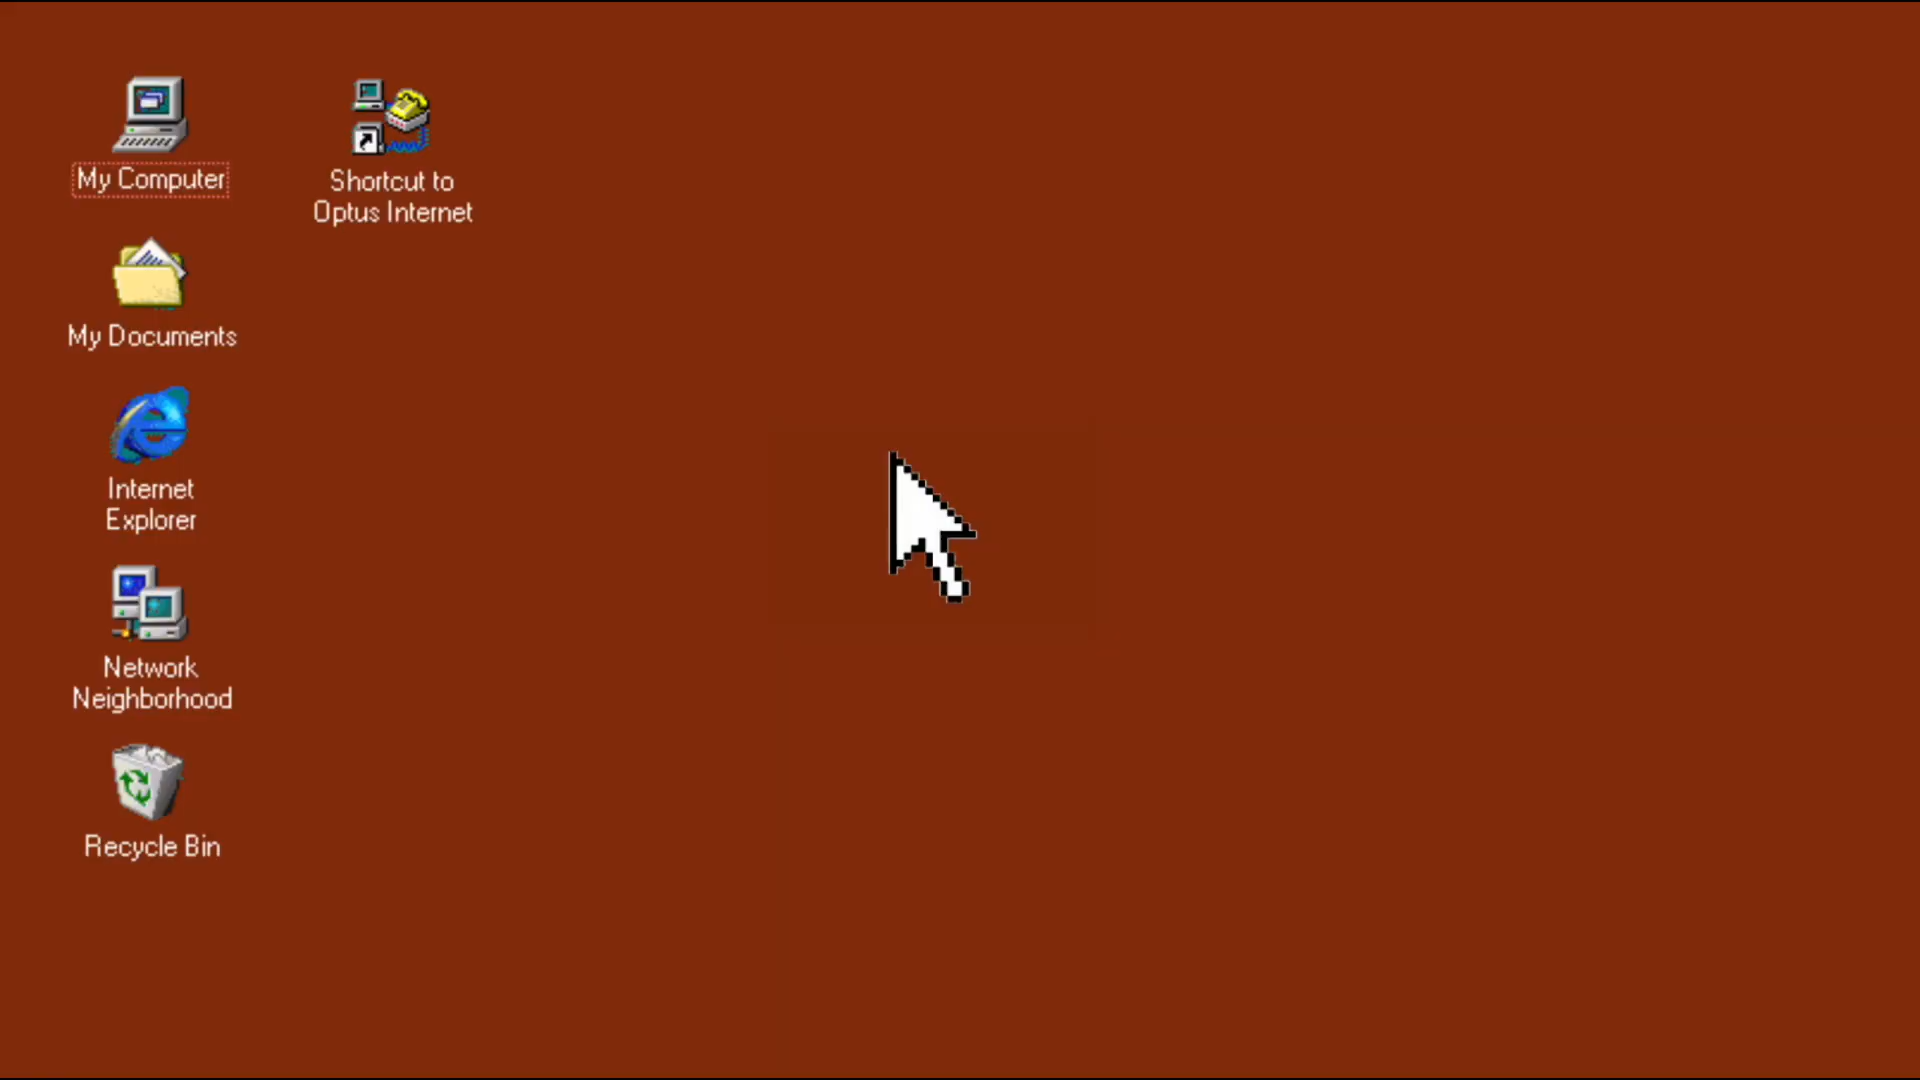 My Computer
Shortcut to
Optus Internet
My Documents
Internet
Explorer
Network
Neighborhood
Recycle Bin